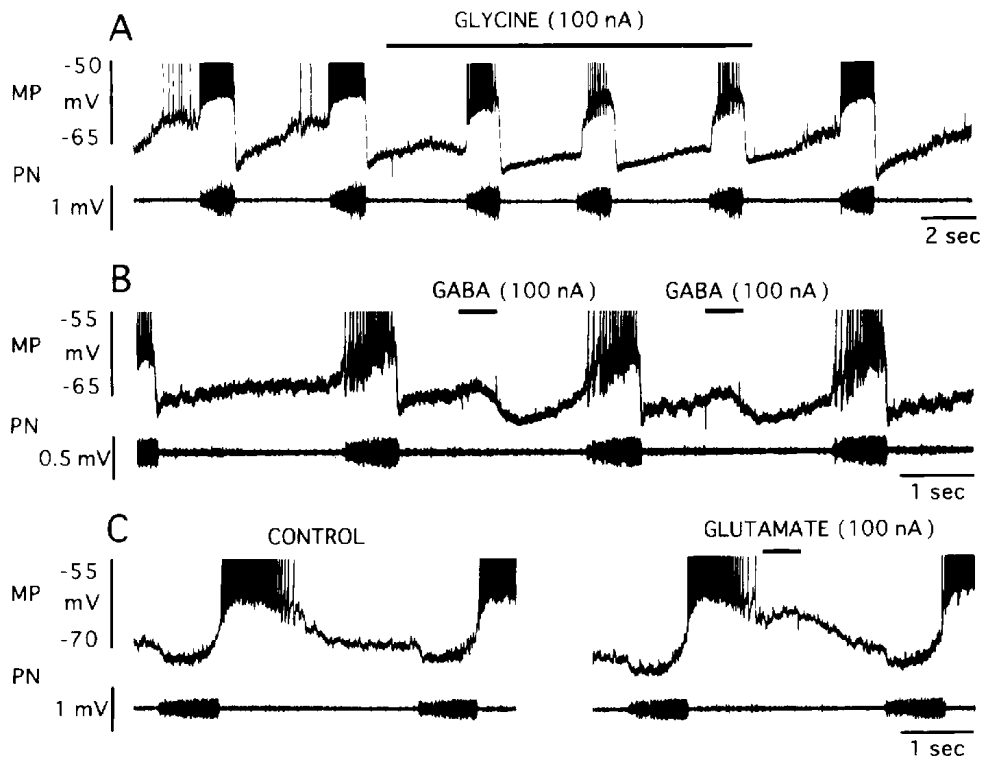 A
GLYCINE (100 nA)
-50
MP
mV
-65
PN
1 mV
2 sec
B
GABA (100 nA)
GABA (100 nA)
-55
MP
mV
-65
PN
0.5 mV
1 sec
C
CONTROL
GLUTAMATE (100 nA)
-55
MP
mV
-70
PN
1 mV
1 sec